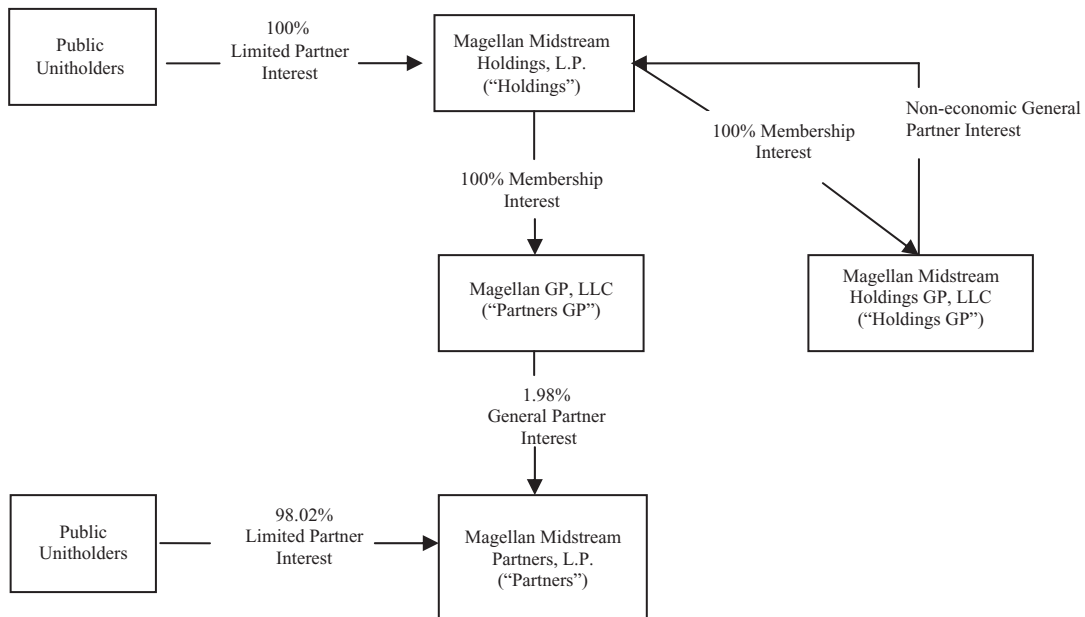 Public
Unitholders
100%
Limited Partner
Interest
Magellan Midstream
Holdings, L.P.
(“Holdings”)
Non-economic General
Partner Interest
100% Membership
Interest
100% Membership
Interest
Magellan GP, LLC
(“Partners GP”)
Magellan Midstream
Holdings GP, LLC
(“Holdings GP”)
1.98%
General Partner
Interest
Public
Unitholders
98.02%
Limited Partner
Interest
Magellan Midstream
Partners, L.P.
(“Partners”)